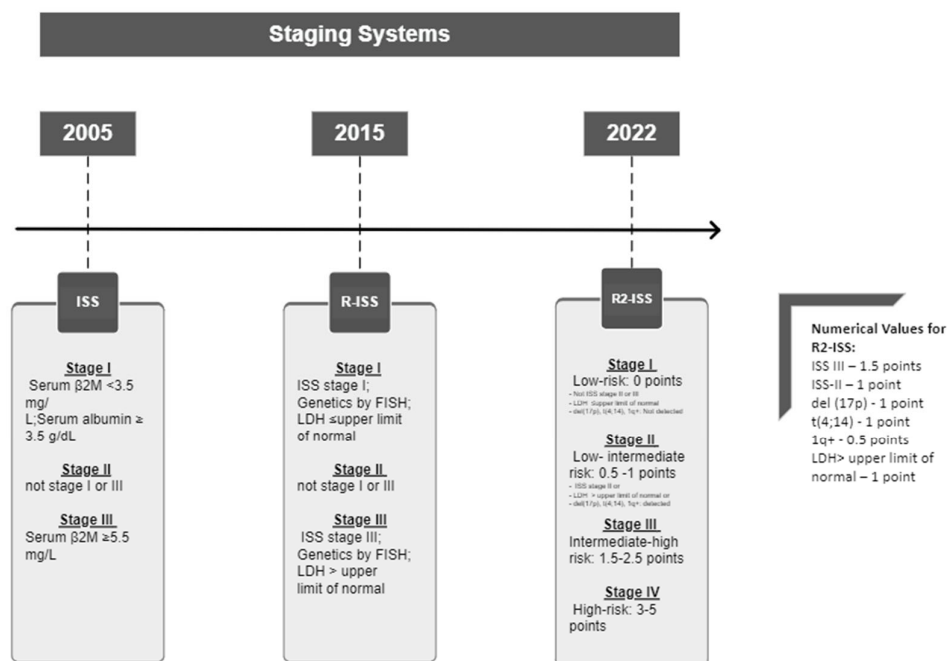 Staging Systems
2005
2015
2022
ISS
Stage I
Serum β2M <3.5
mg/
L;Serum albumin ≥
3.5 g/dL
Stage II
not stage I or III
Stage III
Serum β2M ≥5.5
mg/L
R-ISS
Stage I
ISS stage I;
Genetics by FISH;
LDH ≤upper limit
of normal
Stage II
not stage I or III
Stage III
ISS stage III;
Genetics by FISH;
LDH > upper
limit of normal
R2-ISS
Stage I
Low-risk: 0 points
- Not ISS stage II or III
- LDH ≤upper limit of normal
- del(17p), t(4;14), 1q+: Not detected
Stage II
Low- intermediate
risk: 0.5 -1 points
- ISS stage II or
- LDH > upper limit of normal or
- del(17p), t(4;14), 1q+: detected
Stage III
Intermediate-high
risk: 1.5-2.5 points
Stage IV
High-risk: 3-5
points
Numerical Values for
R2-ISS:
ISS III – 1.5 points
ISS-II – 1 point
del (17p) - 1 point
t(4;14) - 1 point
1q+ - 0.5 points
LDH> upper limit of
normal – 1 point